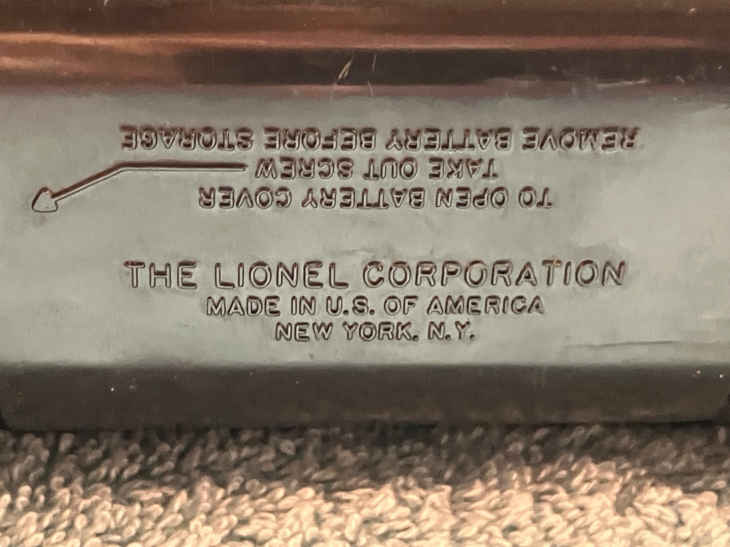 TO OPEN BATTERY COVER
TAKE OUT SCREW
REMOVE BATTERY BEFORE STORAGE
THE LIONEL CORPORATION
MADE IN U.S. OF AMERICA
NEW YORK, N.Y.